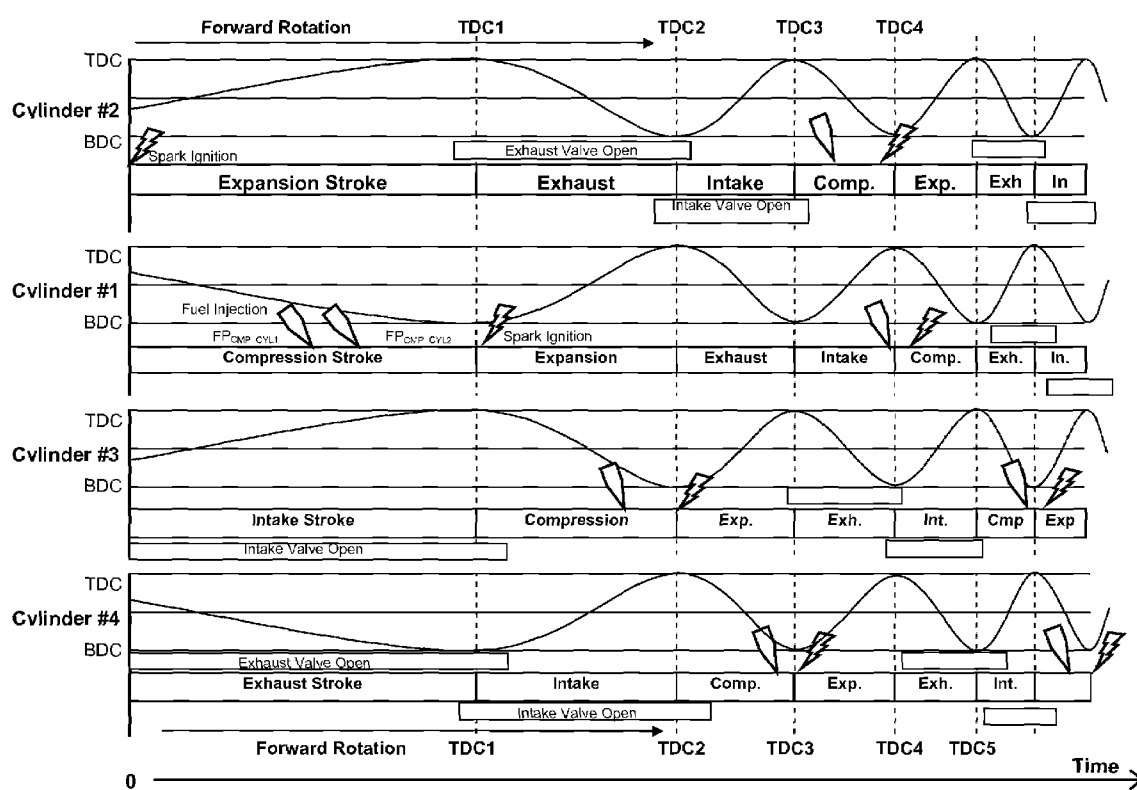 Forward Rotation TDC1 TDC2 TDC3 TDC4
TDC
Cylinder #2
BDC
Spark Ignition
Exhaust Valve Open
Expansion Stroke Exhaust Intake Comp. Exp. Exh In
Intake Valve Open
TDC
Cylinder #1
Fuel Injection
BDC
FPCMP_CYL1 FPCMP_CYL2 Spark Ignition
Compression Stroke Expansion Exhaust Intake Comp. Exh. In.
TDC
Cylinder #3
BDC
Intake Stroke Compression Exp. Exh. Int. Cmp Exp
Intake Valve Open
TDC
Cylinder #4
BDC
Exhaust Valve Open
Exhaust Stroke Intake Comp. Exp. Exh. Int.
Intake Valve Open
Forward Rotation TDC1 TDC2 TDC3 TDC4 TDC5
Time
0